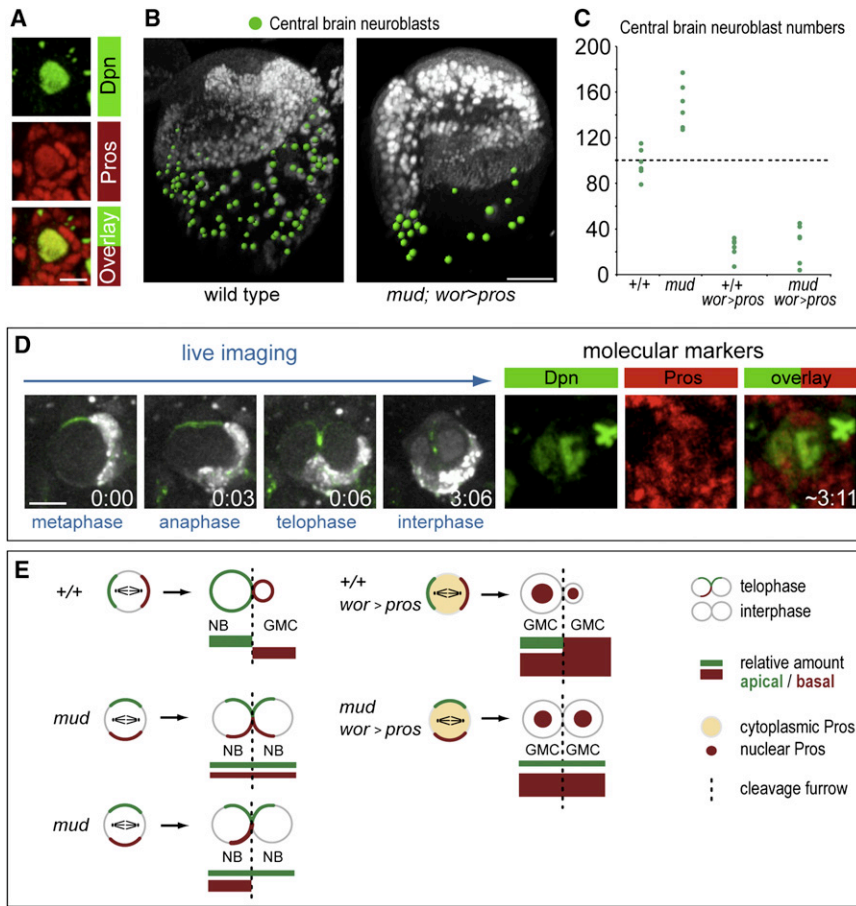 A
Dpn
Pros
Overlay
B
Central brain neuroblasts
wild type
mud; wor>pros
C
Central brain neuroblast numbers
200
160
120
80
40
0
+/+
mud
+/+
wor>pros
mud
wor>pros
D
live imaging
molecular markers
Dpn
Pros
overlay
0:00
0:03
0:06
3:06
~3:11
metaphase
anaphase
telophase
interphase
E
+/+
NB
GMC
mud
NB
NB
mud
NB
NB
+/+
wor > pros
GMC
GMC
mud
wor > pros
GMC
GMC
telophase
interphase
relative amount
apical / basal
cytoplasmic Pros
nuclear Pros
cleavage furrow